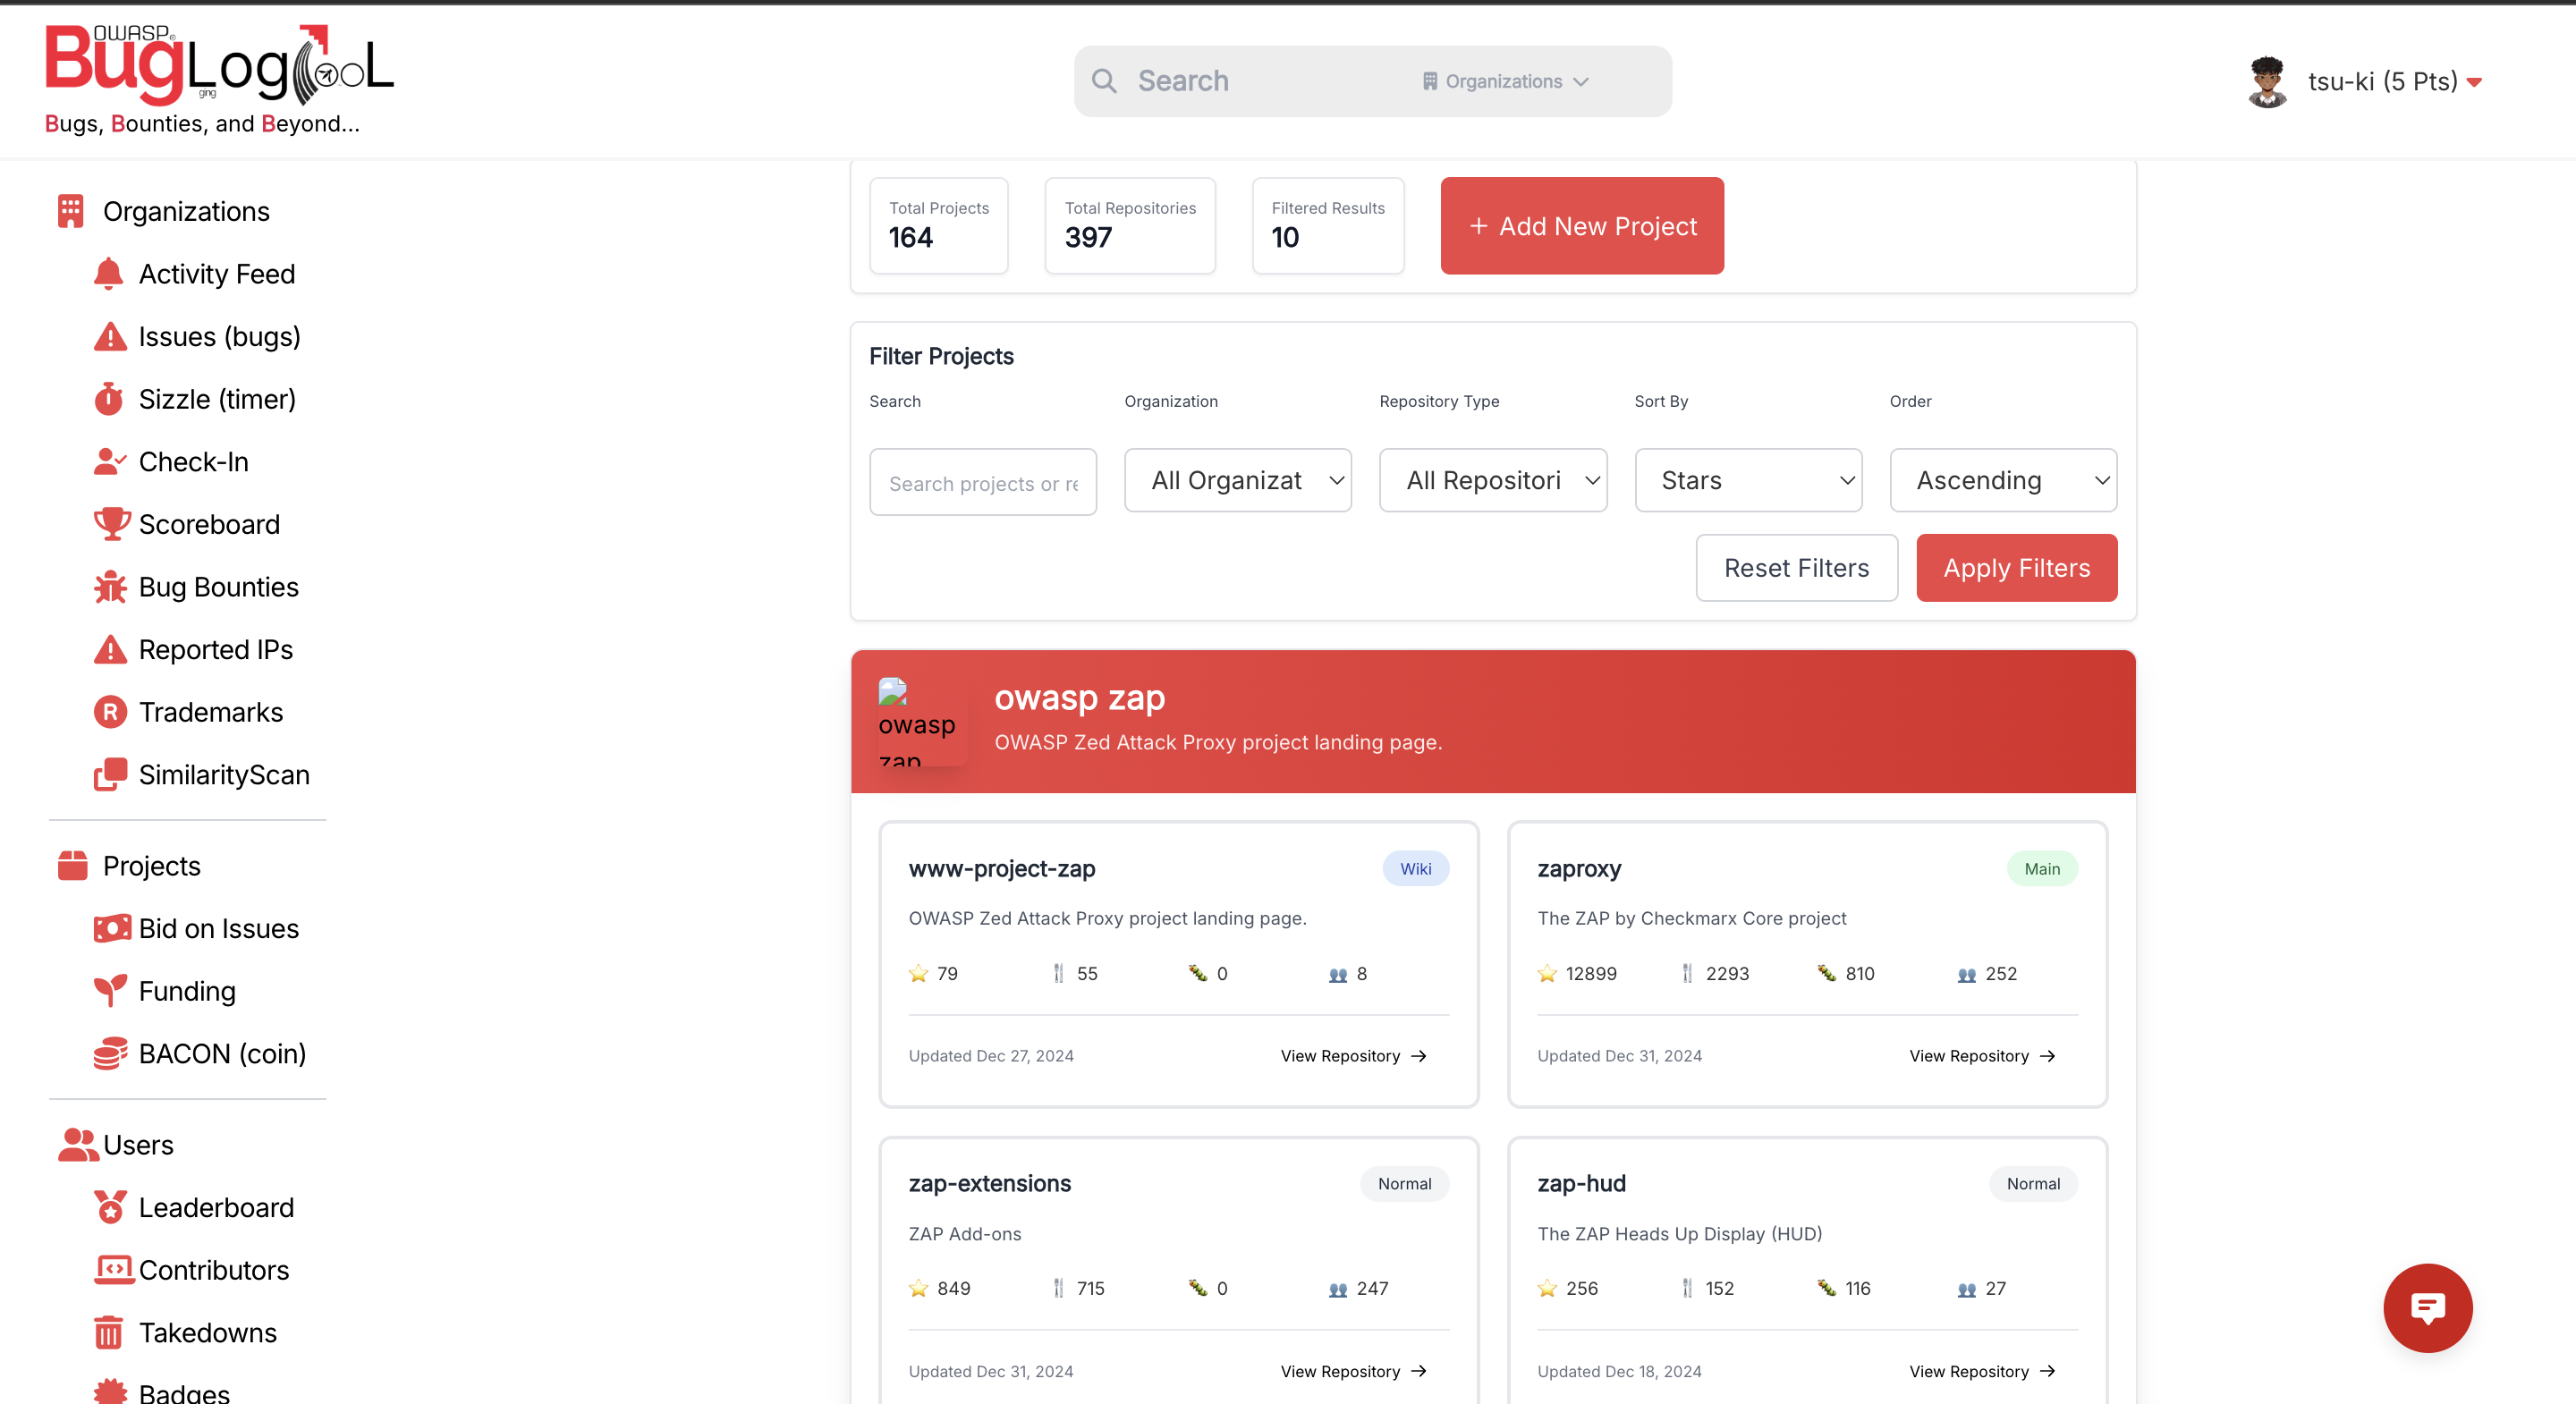 OWASP
BugLogging TooL
Bugs, Bounties, and Beyond...
Search
Organizations
tsu-ki (5 Pts)
Organizations
Activity Feed
Issues (bugs)
Sizzle (timer)
Check-In
Scoreboard
Bug Bounties
Reported IPs
Trademarks
SimilarityScan
Projects
Bid on Issues
Funding
BACON (coin)
Users
Leaderboard
Contributors
Takedowns
Badges
Total Projects
164
Total Repositories
397
Filtered Results
10
+ Add New Project
Filter Projects
Search
Organization
Repository Type
Sort By
Order
Search projects or re
All Organizat
All Repositori
Stars
Ascending
Reset Filters
Apply Filters
owasp
zap
owasp zap
OWASP Zed Attack Proxy project landing page.
www-project-zap
Wiki
OWASP Zed Attack Proxy project landing page.
79 55 0 8
Updated Dec 27, 2024
View Repository →
zaproxy
Main
The ZAP by Checkmarx Core project
12899 2293 810 252
Updated Dec 31, 2024
View Repository →
zap-extensions
Normal
ZAP Add-ons
849 715 0 247
Updated Dec 31, 2024
View Repository →
zap-hud
Normal
The ZAP Heads Up Display (HUD)
256 152 116 27
Updated Dec 18, 2024
View Repository →